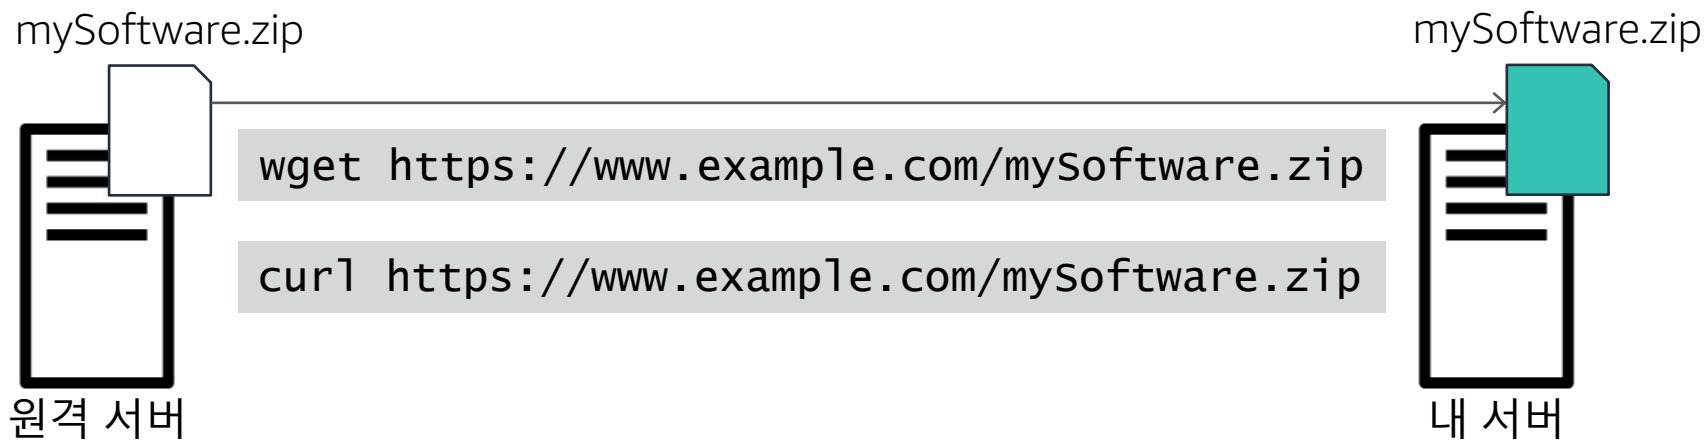 mySoftware.zip
mySoftware.zip
wget https://www.example.com/mySoftware.zip
curl https://www.example.com/mySoftware.zip
원격 서버
내 서버